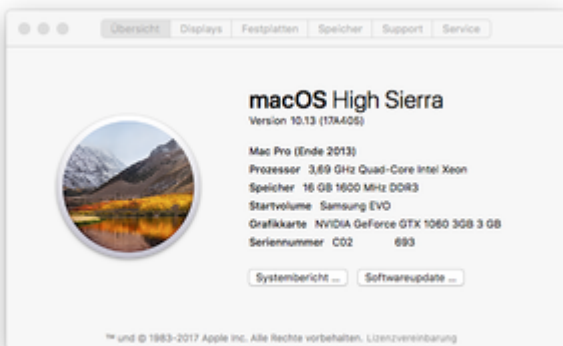 Übersicht Displays Festplatten Speicher Support Service
macOS High Sierra
Version 10.13 (17A405)
Mac Pro (Ende 2013)
Prozessor 3,69 GHz Quad-Core Intel Xeon
Speicher 16 GB 1600 MHz DDR3
Startvolume Samsung EVO
Grafikkarte NVIDIA GeForce GTX 1060 3GB 3 GB
Seriennummer C02 693
Systembericht ... Softwareupdate ...
™ und © 1983-2017 Apple Inc. Alle Rechte vorbehalten. Lizenzvereinbarung